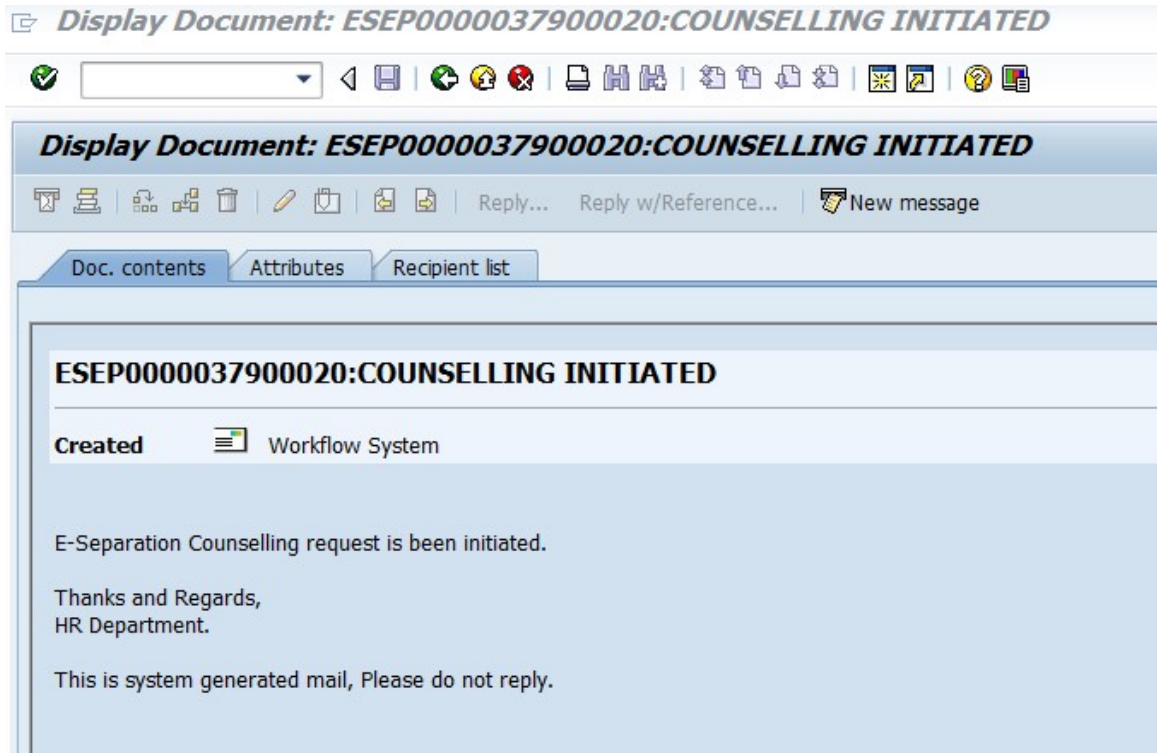 Display Document: ESEP0000037900020:COUNSELLING INITIATED
Display Document: ESEP0000037900020:COUNSELLING INITIATED
Reply... Reply w/Reference... New message
Doc. contents Attributes Recipient list
ESEP0000037900020:COUNSELLING INITIATED
Created Workflow System
E-Separation Counselling request is been initiated.
Thanks and Regards,
HR Department.
This is system generated mail, Please do not reply.